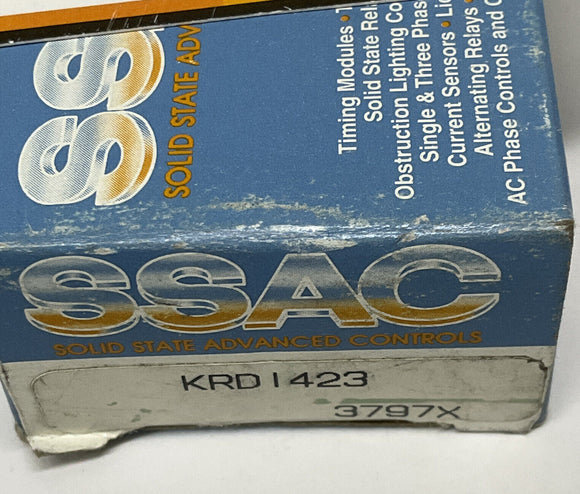 SS
SOLID STATE ADV
Timing Modules •
Solid State Rel
Obstruction Lighting Co
Single & Three Phas
Current Sensors •
Alternating Relays •
AC Phase Controls and
SSAC
SOLID STATE ADVANCED CONTROLS
KRD1423
3797X